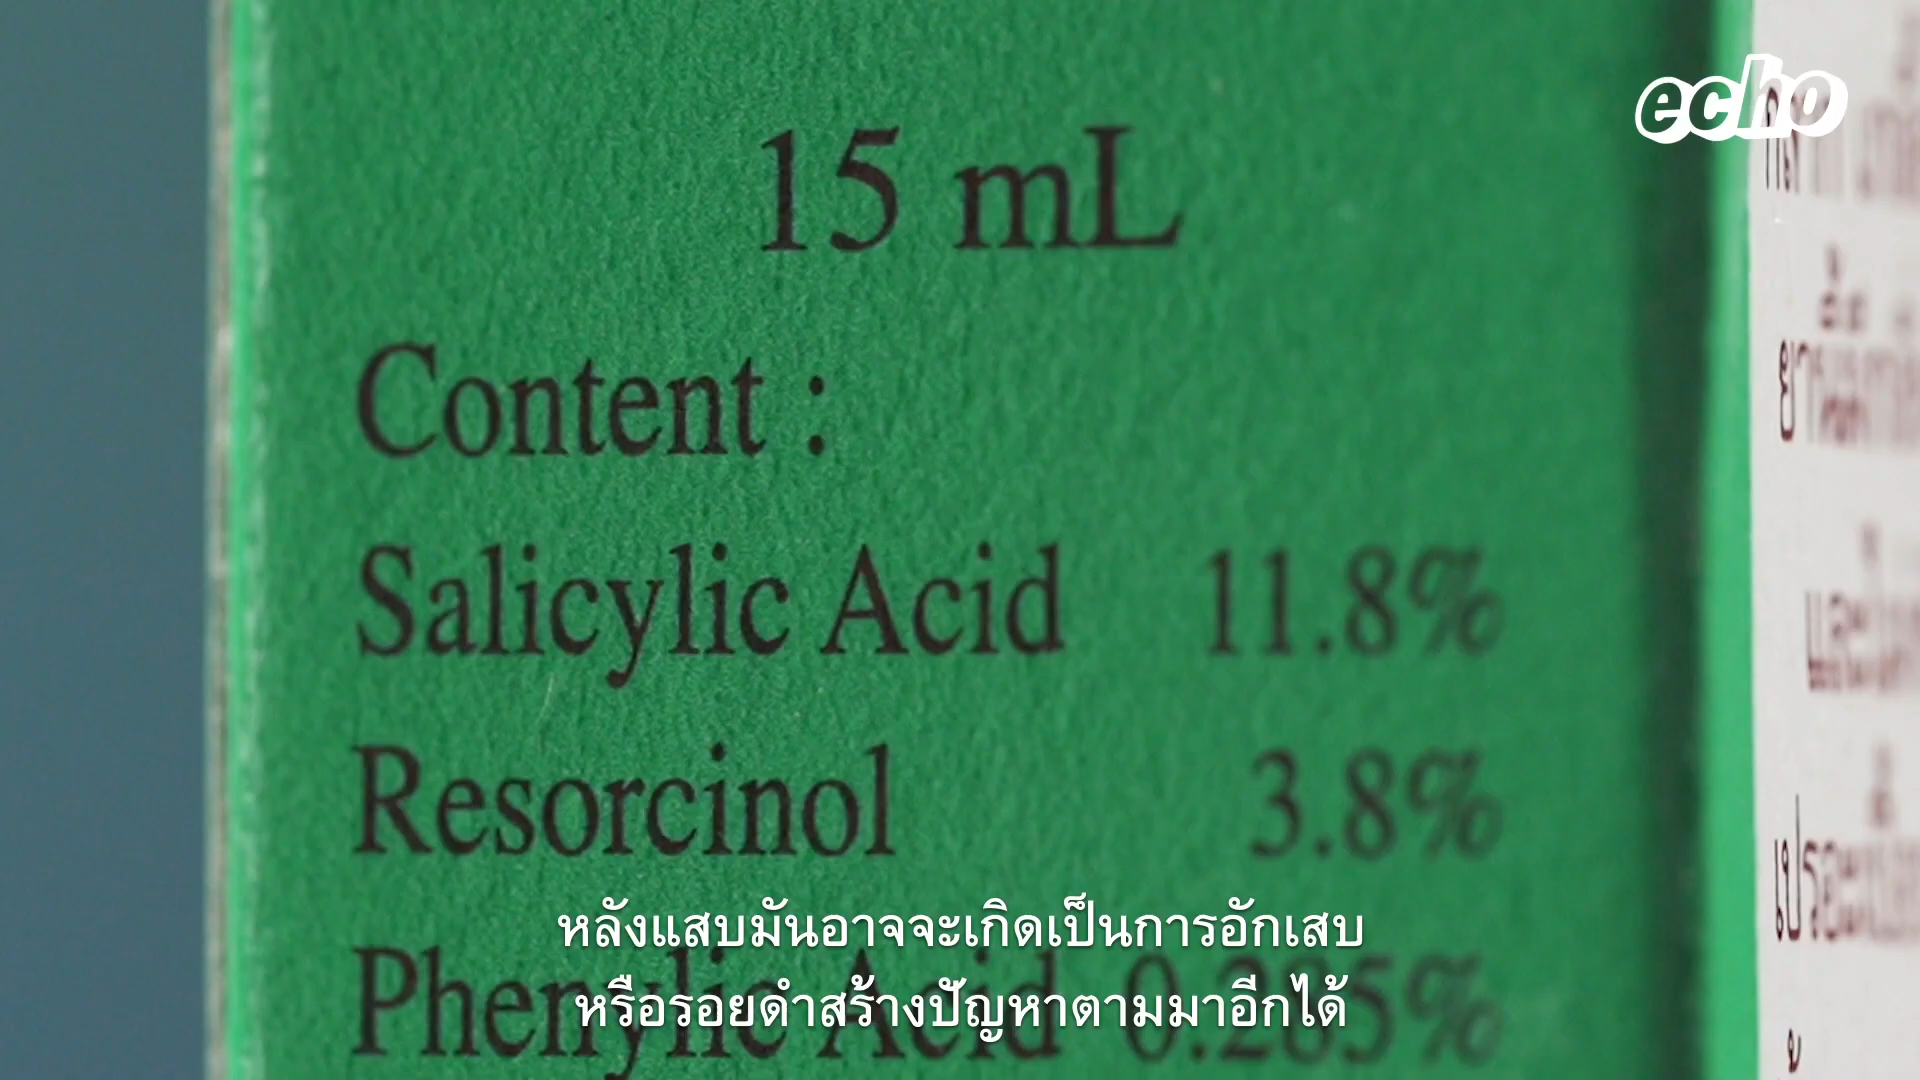 echo
15 mL
Content :
Salicylic Acid 11.8%
Resorcinol 3.8%
Phenylic Acid
หลังแสบมันอาจจะเกิดเป็นการอักเสบ
หรือรอยดำสร้างปัญหาตามมาอีกได้